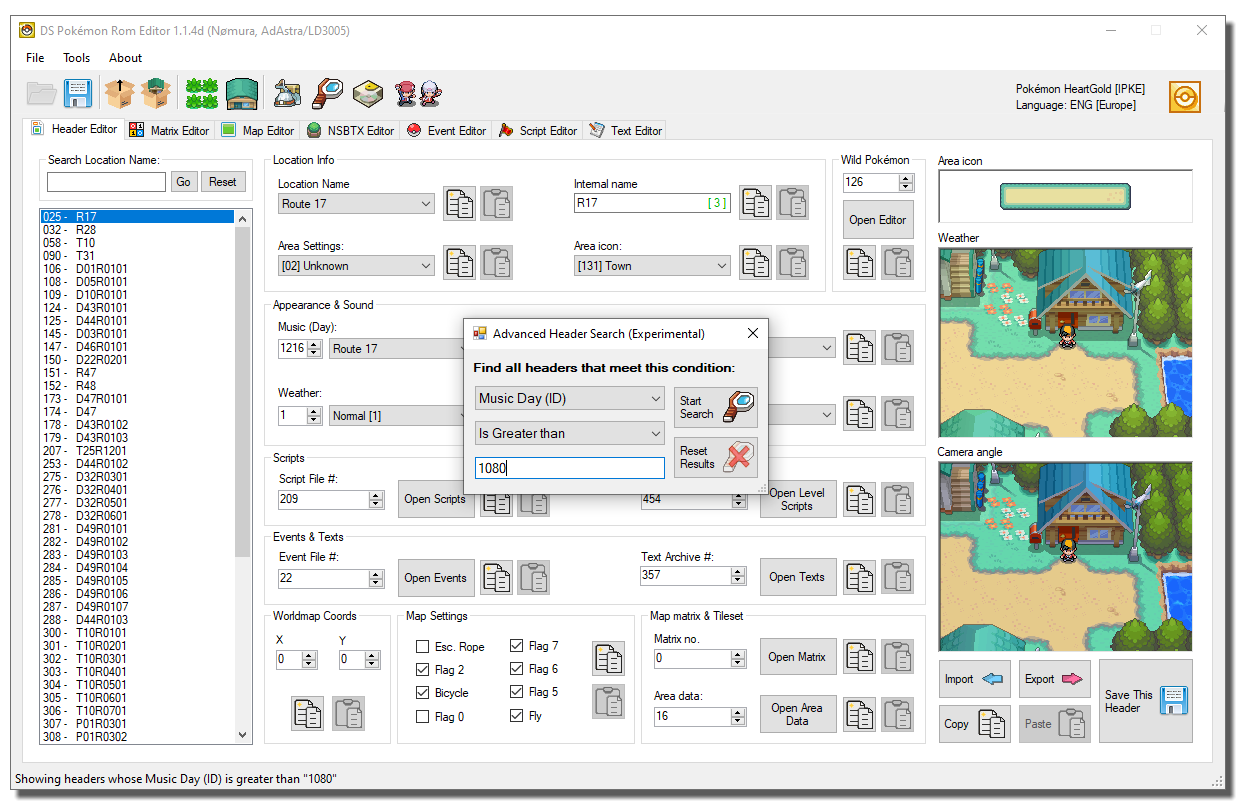 DS Pokémon Rom Editor 1.1.4d (Nømura, AdAstra/LD3005)
File Tools About
Pokémon HeartGold [IPKE]
Language: ENG [Europe]
Header Editor Matrix Editor Map Editor NSBTX Editor Event Editor Script Editor Text Editor
Search Location Name:
Go Reset
025 - R17
032 - R28
058 - T10
090 - T31
106 - D01R0101
108 - D05R0101
109 - D10R0101
124 - D43R0101
125 - D44R0101
145 - D03R0101
147 - D46R0101
150 - D22R0201
151 - R47
152 - R48
173 - D47R0101
174 - D47
178 - D43R0102
179 - D43R0103
207 - T25R1201
253 - D44R0102
275 - D32R0301
276 - D32R0401
277 - D32R0501
278 - D32R0601
281 - D49R0101
282 - D49R0102
283 - D49R0103
284 - D49R0104
285 - D49R0105
286 - D49R0106
287 - D49R0107
288 - D44R0103
300 - T10R0101
301 - T10R0201
302 - T10R0301
303 - T10R0401
304 - T10R0501
305 - T10R0601
306 - T10R0701
307 - P01R0301
308 - P01R0302
Location Info
Location Name
Route 17
Internal name
R17 [ 3 ]
Area Settings:
[02] Unknown
Area icon:
[131] Town
Wild Pokémon
126
Open Editor
Area icon
Weather
Camera angle
Appearance & Sound
Music (Day):
1216 Route 17
Weather:
1 Normal [1]
Advanced Header Search (Experimental)
Find all headers that meet this condition:
Music Day (ID)
Is Greater than
1080
Start
Search
Reset
Results
Scripts
Script File #:
209 Open Scripts
454 Open Level
Scripts
Events & Texts
Event File #:
22 Open Events
Text Archive #:
357 Open Texts
Worldmap Coords
X Y
0 0
Map Settings
Esc. Rope Flag 7
Flag 2 Flag 6
Bicycle Flag 5
Flag 0 Fly
Map matrix & Tileset
Matrix no.
0 Open Matrix
Area data:
16 Open Area
Data
Import Export
Copy Paste
Save This
Header
Showing headers whose Music Day (ID) is greater than "1080"